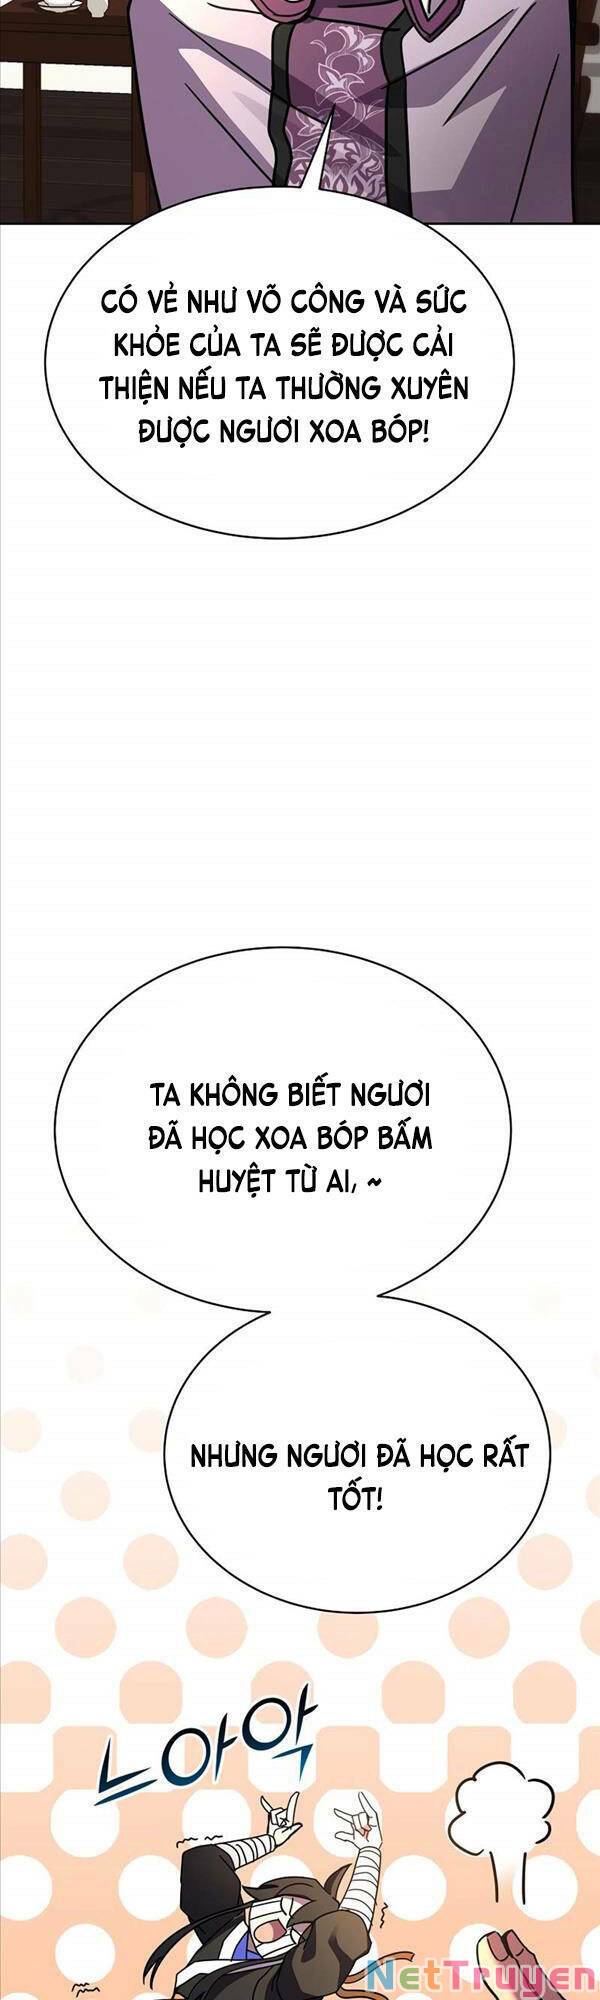 CÓ VẺ NHƯ VÕ CÔNG VÀ SỨC
KHỎE CỦA TA SẼ ĐƯỢC CẢI
THIỆN NẾU TA THƯỜNG XUYÊN
ĐƯỢC NGƯƠI XOA BÓP!
TA KHÔNG BIẾT NGƯƠI
ĐÃ HỌC XOA BÓP BẤM
HUYỆT TỪ AI, ~
NHƯNG NGƯƠI ĐÃ HỌC RẤT
TỐT!
느아악
NetTruyen